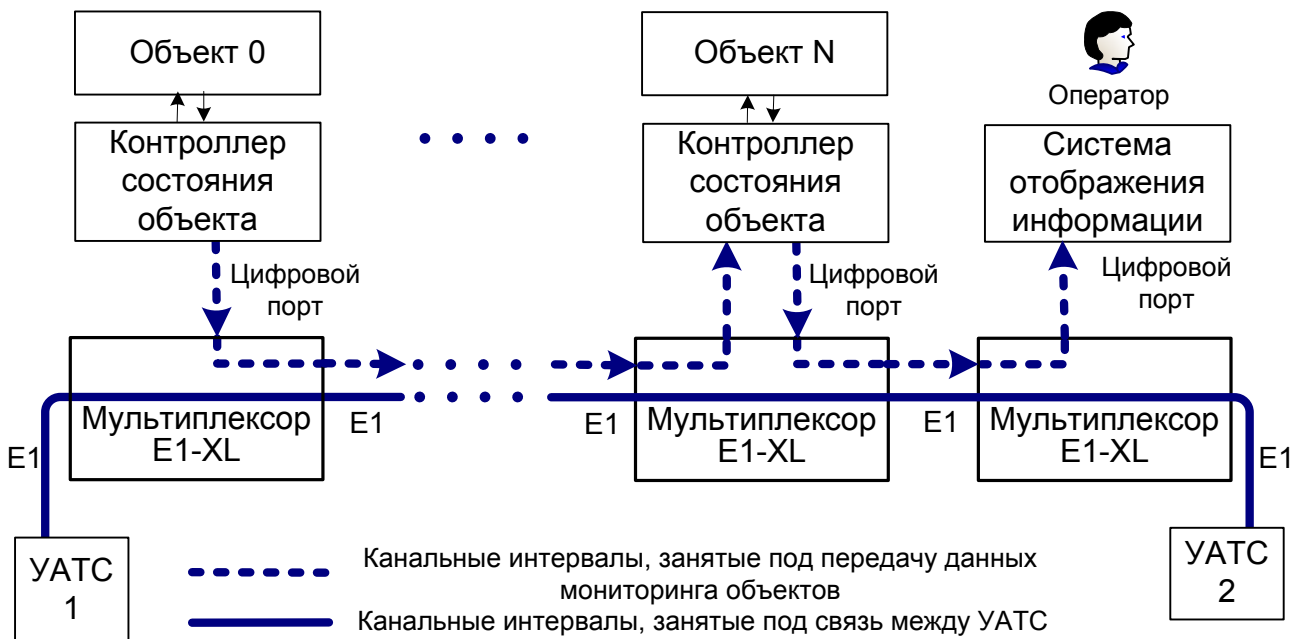 Объект 0
Объект N
Оператор
Контроллер
состояния
объекта
Контроллер
состояния
объекта
Система
отображения
информации
Цифровой
порт
Цифровой
порт
Цифровой
порт
Мультиплексор
E1-XL
Мультиплексор
E1-XL
Мультиплексор
E1-XL
E1
E1
E1
E1
E1
УАТС
1
УАТС
2
Канальные интервалы, занятые под передачу данных
мониторинга объектов
Канальные интервалы, занятые под связь между УАТС